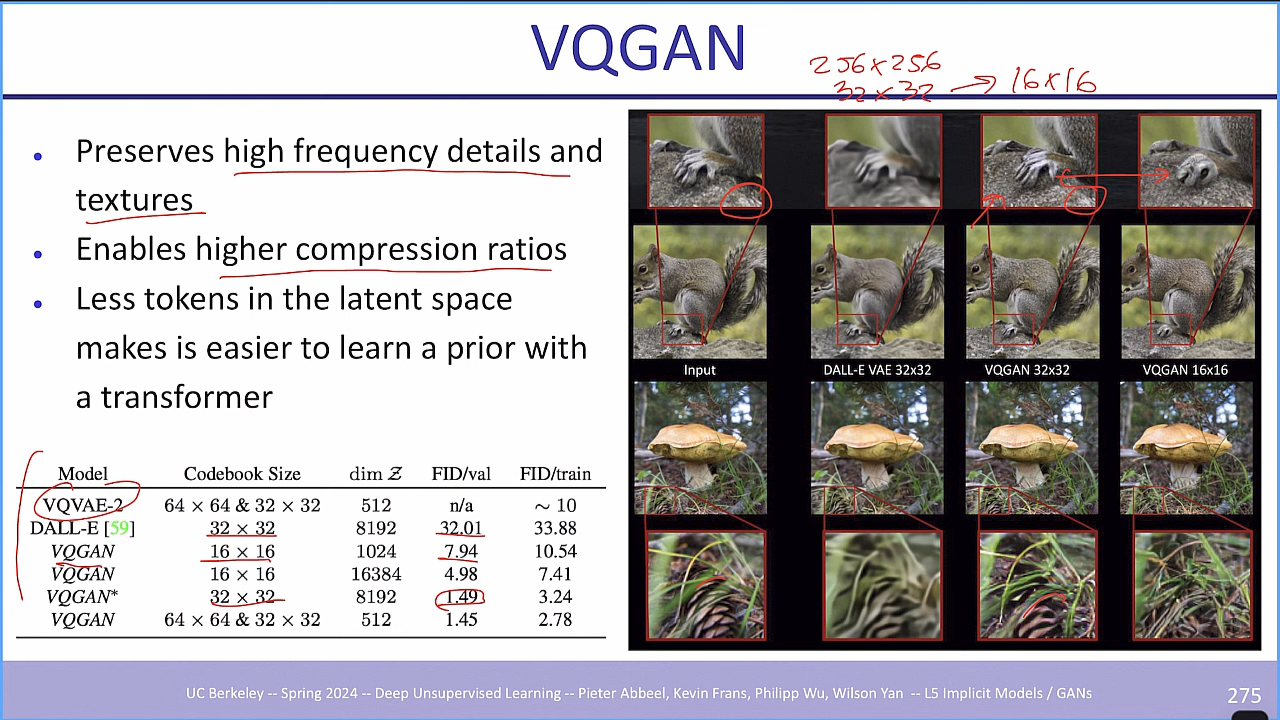 VQGAN
256×256
32×32 → 16×16
• Preserves high frequency details and
textures
• Enables higher compression ratios
• Less tokens in the latent space
makes is easier to learn a prior with
a transformer
Input DALL-E VAE 32x32 VQGAN 32x32 VQGAN 16x16
Model Codebook Size dim Z FID/val FID/train
VQVAE-2 64 × 64 & 32 × 32 512 n/a ~ 10
DALL-E [59] 32 × 32 8192 32.01 33.88
VQGAN 16 × 16 1024 7.94 10.54
VQGAN 16 × 16 16384 4.98 7.41
VQGAN* 32 × 32 8192 1.49 3.24
VQGAN 64 × 64 & 32 × 32 512 1.45 2.78
UC Berkeley -- Spring 2024 -- Deep Unsupervised Learning -- Pieter Abbeel, Kevin Frans, Philipp Wu, Wilson Yan -- L5 Implicit Models / GANs
275